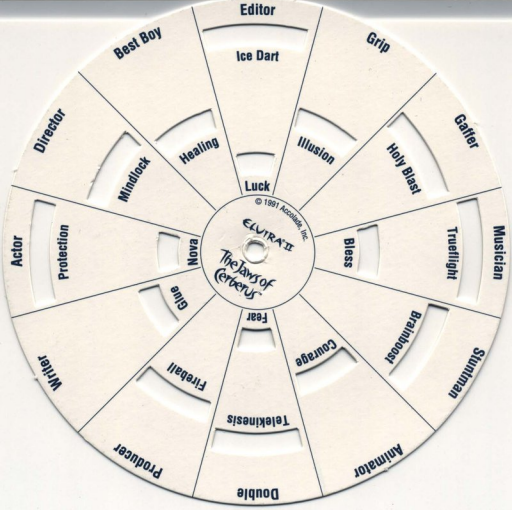 Editor
Grip
Gaffer
Musician
Stuntman
Animator
Double
Producer
Writer
Actor
Director
Best Boy
Ice Dart
Luck
Illusion
Holy Blast
Trueflight
Bless
Brainboost
Courage
Telekinesis
Fear
Fireball
Glue
Protection
Nova
Mindlock
Healing
© 1991 Accolade, Inc.
ELVIRA II
The Jaws of
Cerberus™